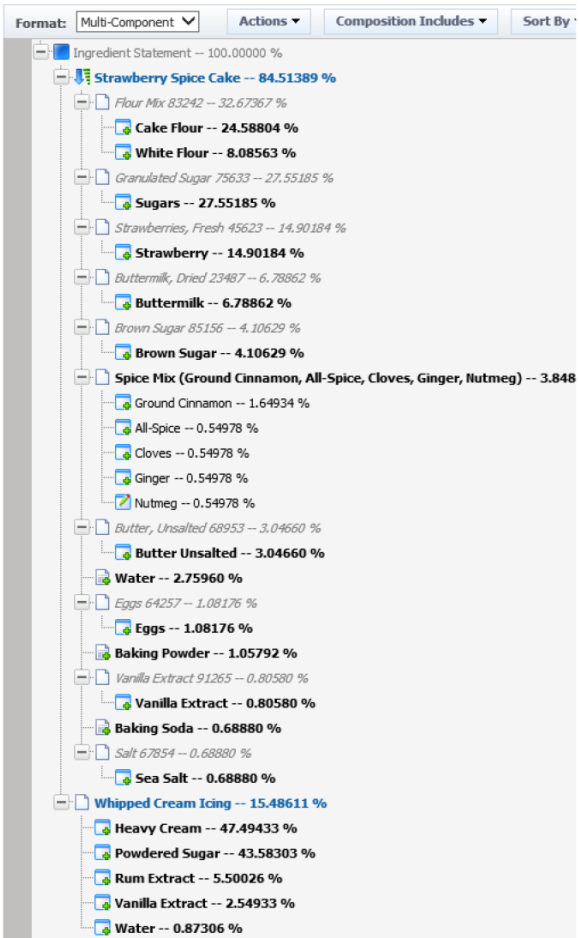 Format: Multi-Component Actions Composition Includes Sort By
Ingredient Statement -- 100.00000 %
Strawberry Spice Cake -- 84.51389 %
Flour Mix 83242 -- 32.67367 %
Cake Flour -- 24.58804 %
White Flour -- 8.08563 %
Granulated Sugar 75633 -- 27.55185 %
Sugars -- 27.55185 %
Strawberries, Fresh 45623 -- 14.90184 %
Strawberry -- 14.90184 %
Buttermilk, Dried 23487 -- 6.78862 %
Buttermilk -- 6.78862 %
Brown Sugar 85156 -- 4.10629 %
Brown Sugar -- 4.10629 %
Spice Mix (Ground Cinnamon, All-Spice, Cloves, Ginger, Nutmeg) -- 3.848
Ground Cinnamon -- 1.64934 %
All-Spice -- 0.54978 %
Cloves -- 0.54978 %
Ginger -- 0.54978 %
Nutmeg -- 0.54978 %
Butter, Unsalted 68953 -- 3.04660 %
Butter Unsalted -- 3.04660 %
Water -- 2.75960 %
Eggs 64257 -- 1.08176 %
Eggs -- 1.08176 %
Baking Powder -- 1.05792 %
Vanilla Extract 91265 -- 0.80580 %
Vanilla Extract -- 0.80580 %
Baking Soda -- 0.68880 %
Salt 67854 -- 0.68880 %
Sea Salt -- 0.68880 %
Whipped Cream Icing -- 15.48611 %
Heavy Cream -- 47.49433 %
Powdered Sugar -- 43.58303 %
Rum Extract -- 5.50026 %
Vanilla Extract -- 2.54933 %
Water -- 0.87306 %